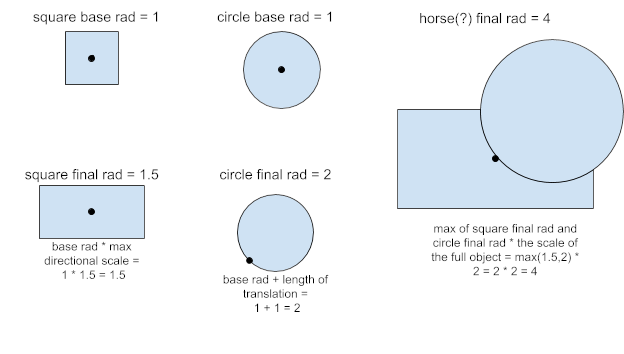 square base rad = 1
circle base rad = 1
horse(?) final rad = 4
square final rad = 1.5
base rad * max
directional scale =
1 * 1.5 = 1.5
circle final rad = 2
base rad + length of
translation =
1 + 1 = 2
max of square final rad and
circle final rad * the scale of
the full object = max(1.5,2) *
2 = 2 * 2 = 4